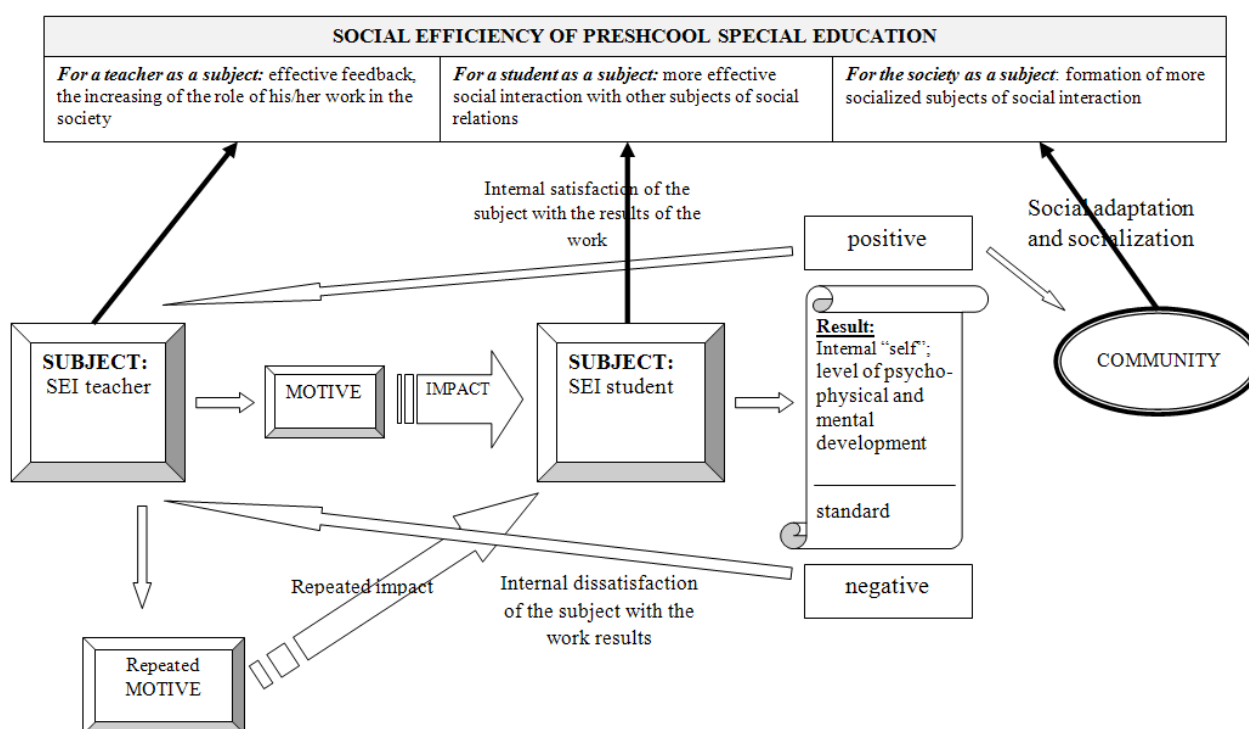 SOCIAL EFFICIENCY OF PRESHCOOL SPECIAL EDUCATION
For a teacher as a subject: effective feedback,
the increasing of the role of his/her work in the
society
For a student as a subject: more effective
social interaction with other subjects of social
relations
For the society as a subject: formation of more
socialized subjects of social interaction
Internal satisfaction of the
subject with the results of the
work
positive
Social adaptation
and socialization
SUBJECT:
SEI teacher
MOTIVE
IMPACT
SUBJECT:
SEI student
Result:
Internal “self”;
level of psycho-
physical and
mental
development
standard
COMMUNITY
Repeated impact
Internal dissatisfaction
of the subject with the
work results
negative
Repeated
MOTIVE